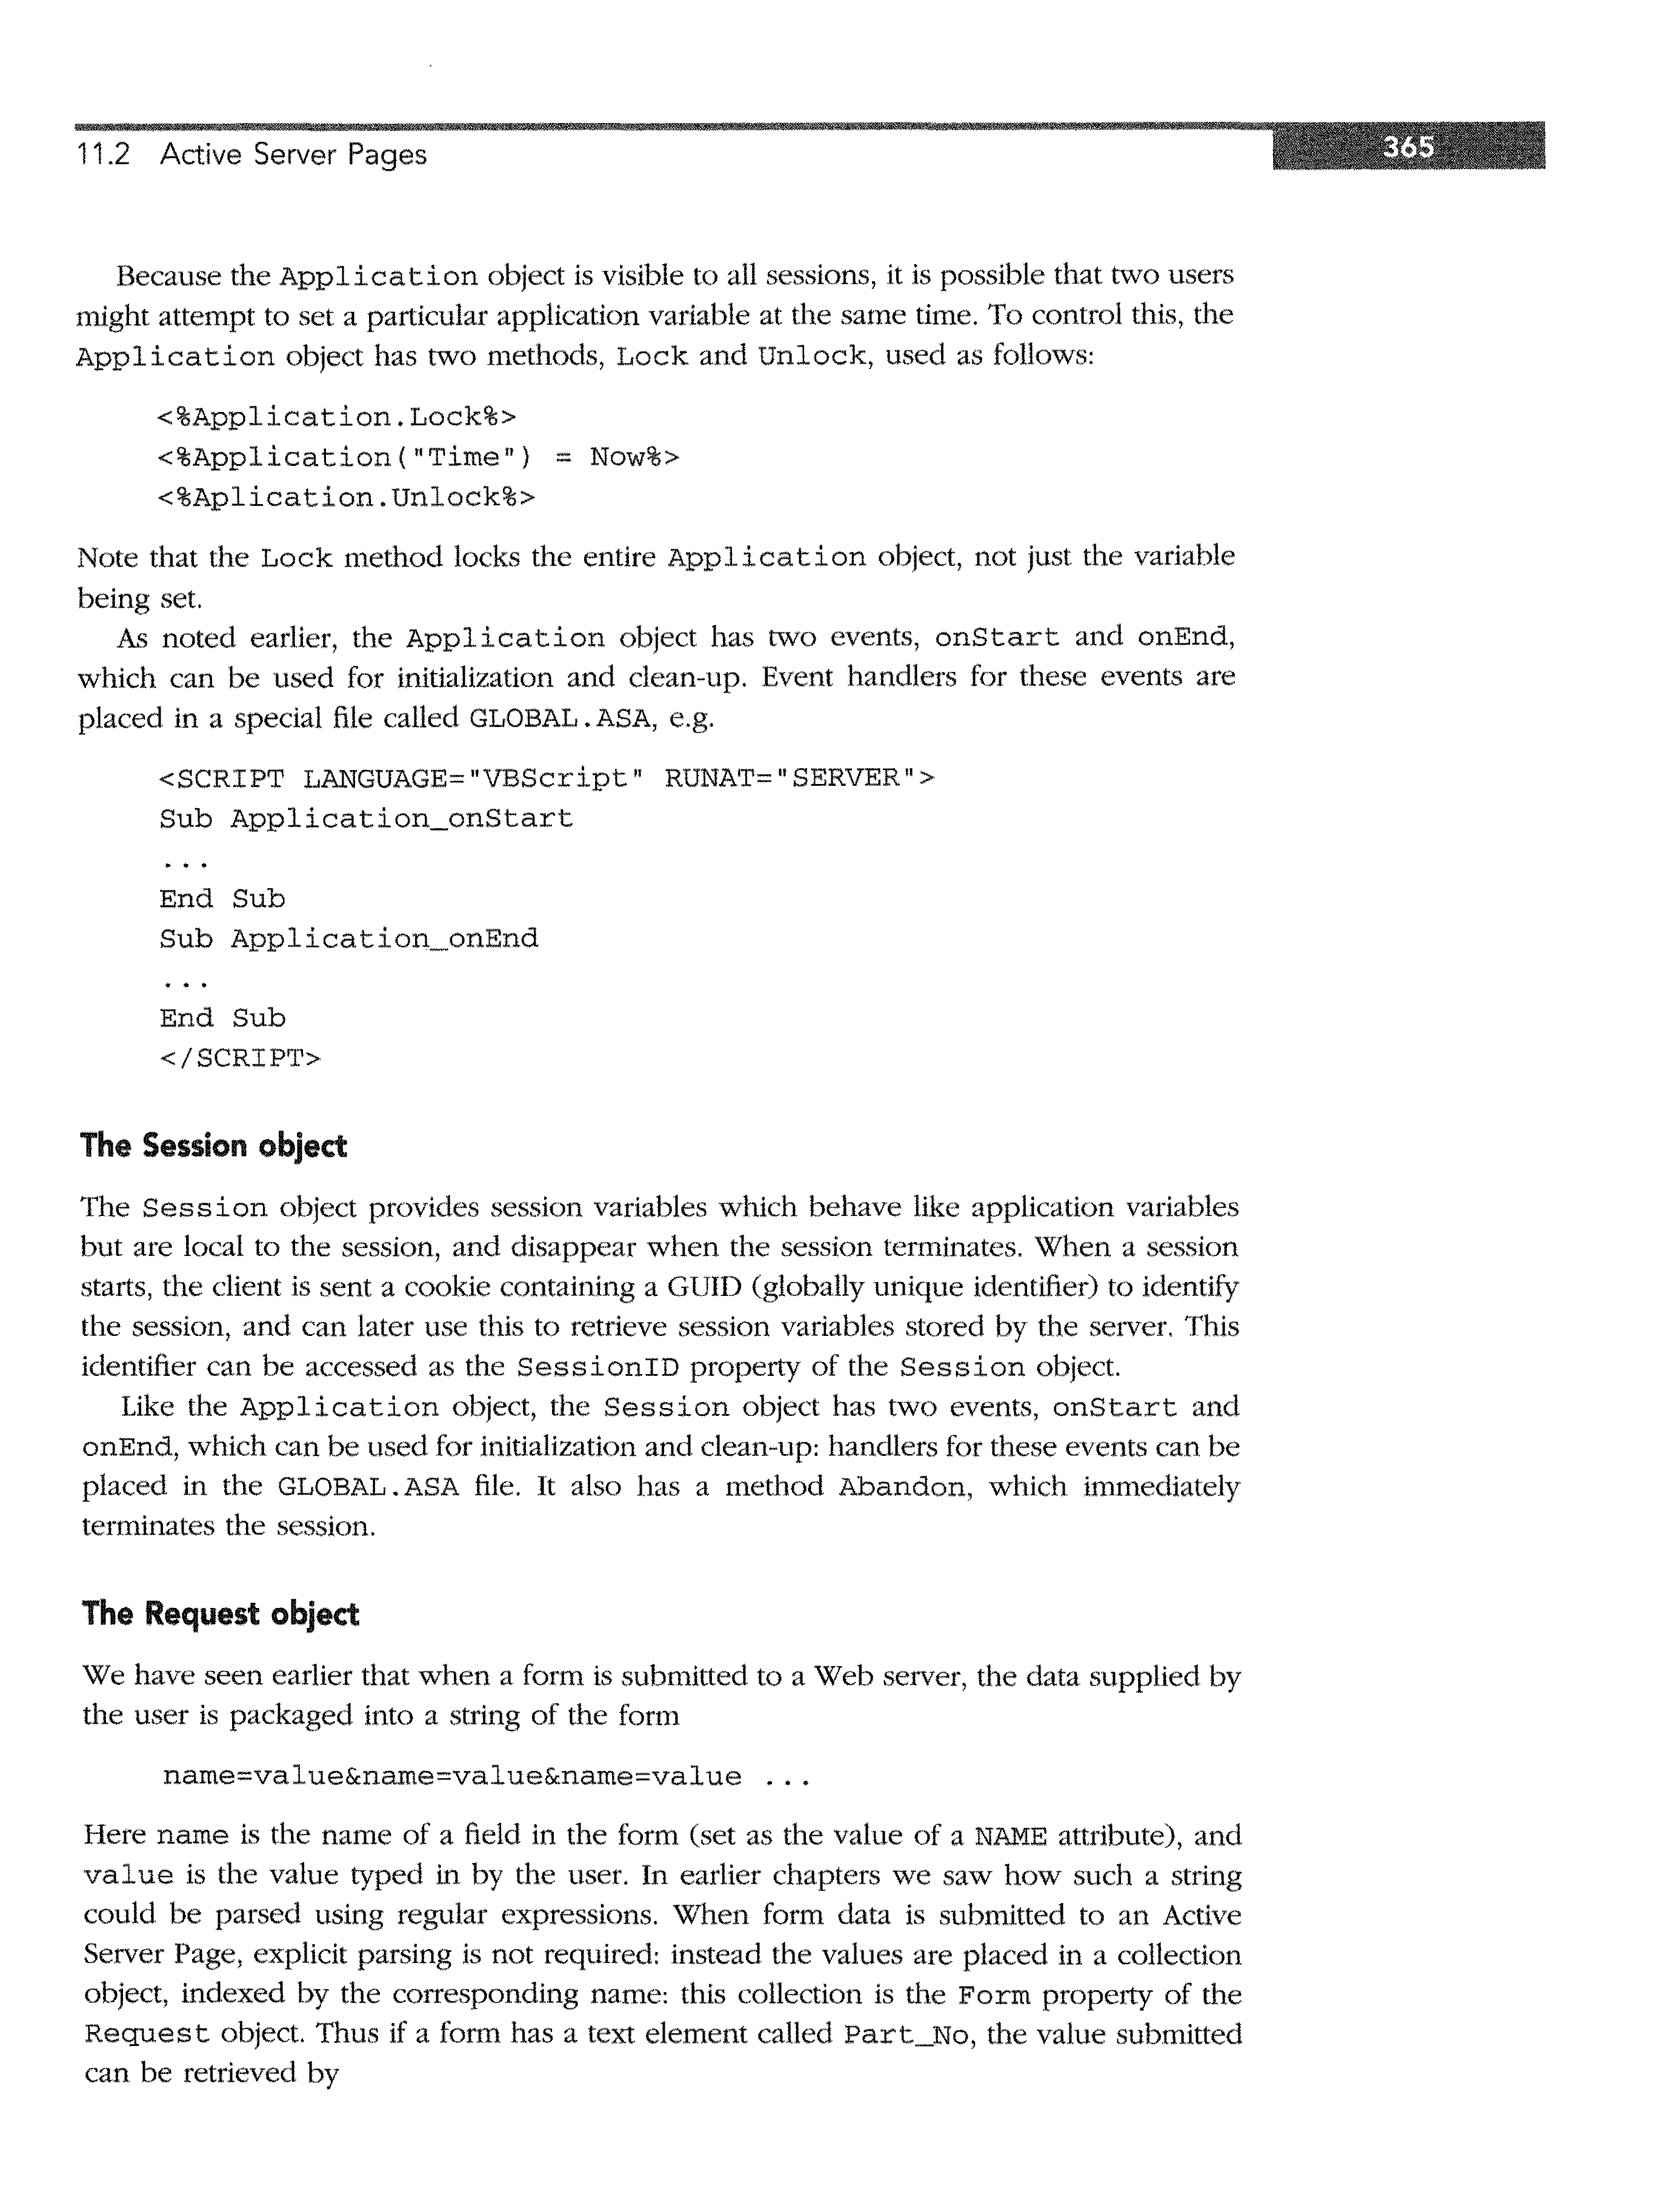 11.2 Active Server Pages
365
Because the Application object is visible to all sessions, it is possible that two users
might attempt to set a particular application variable at the same time. To control this, the
Application object has two methods, Lock and Unlock, used as follows:
<%Application.Lock%>
<%Application("Time") = Now%>
<%Aplication.Unlock%>
Note that the Lock method locks the entire Application object, not just the variable
being set.
As noted earlier, the Application object has two events, onStart and onEnd,
which can be used for initialization and clean-up. Event handlers for these events are
placed in a special file called GLOBAL.ASA, e.g.
<SCRIPT LANGUAGE="VBScript" RUNAT="SERVER">
Sub Application_onStart
...
End Sub
Sub Application_onEnd
...
End Sub
</SCRIPT>
The Session object
The Session object provides session variables which behave like application variables
but are local to the session, and disappear when the session terminates. When a session
starts, the client is sent a cookie containing a GUID (globally unique identifier) to identify
the session, and can later use this to retrieve session variables stored by the server. This
identifier can be accessed as the SessionID property of the Session object.
Like the Application object, the Session object has two events, onStart and
onEnd, which can be used for initialization and clean-up: handlers for these events can be
placed in the GLOBAL.ASA file. It also has a method Abandon, which immediately
terminates the session.
The Request object
We have seen earlier that when a form is submitted to a Web server, the data supplied by
the user is packaged into a string of the form
name=value&name=value&name=value ...
Here name is the name of a field in the form (set as the value of a NAME attribute), and
value is the value typed in by the user. In earlier chapters we saw how such a string
could be parsed using regular expressions. When form data is submitted to an Active
Server Page, explicit parsing is not required: instead the values are placed in a collection
object, indexed by the corresponding name: this collection is the Form property of the
Request object. Thus if a form has a text element called Part_No, the value submitted
can be retrieved by